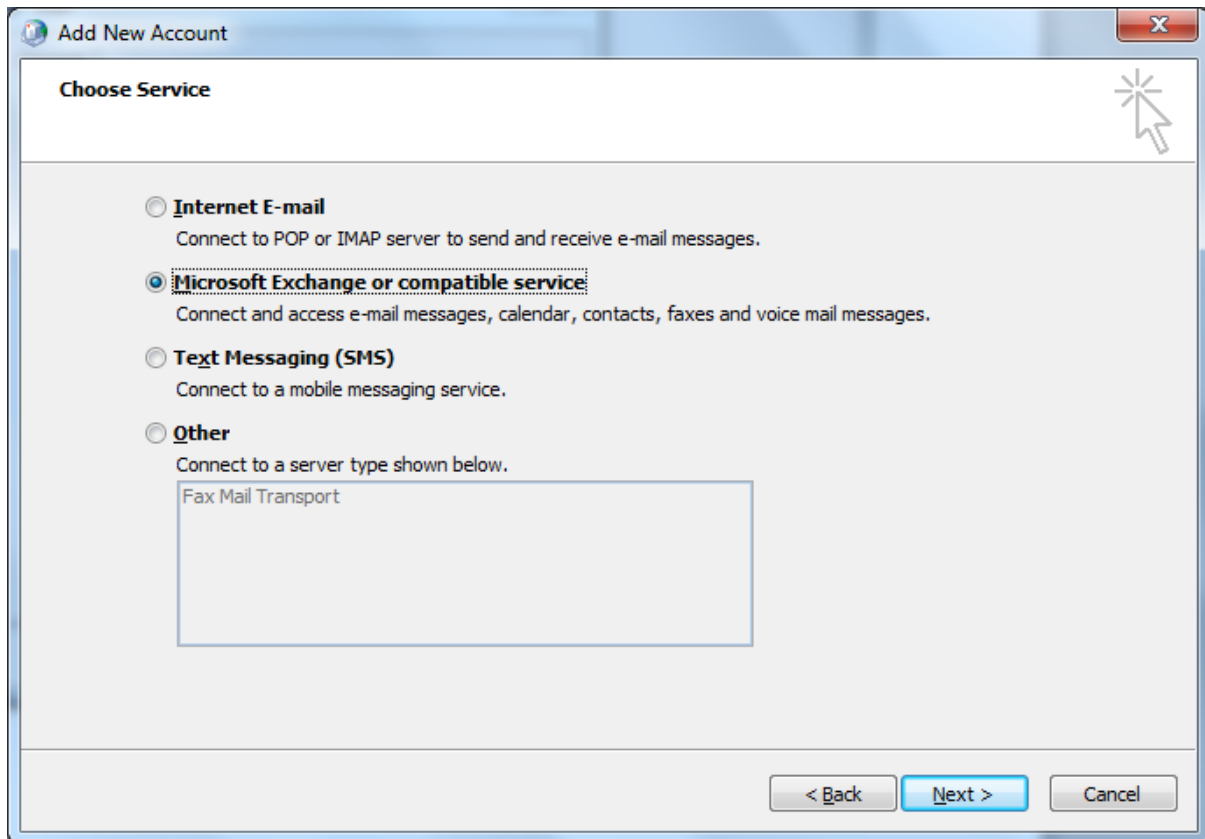 Add New Account
Choose Service
Internet E-mail
Connect to POP or IMAP server to send and receive e-mail messages.
Microsoft Exchange or compatible service
Connect and access e-mail messages, calendar, contacts, faxes and voice mail messages.
Text Messaging (SMS)
Connect to a mobile messaging service.
Other
Connect to a server type shown below.
Fax Mail Transport
< Back Next > Cancel